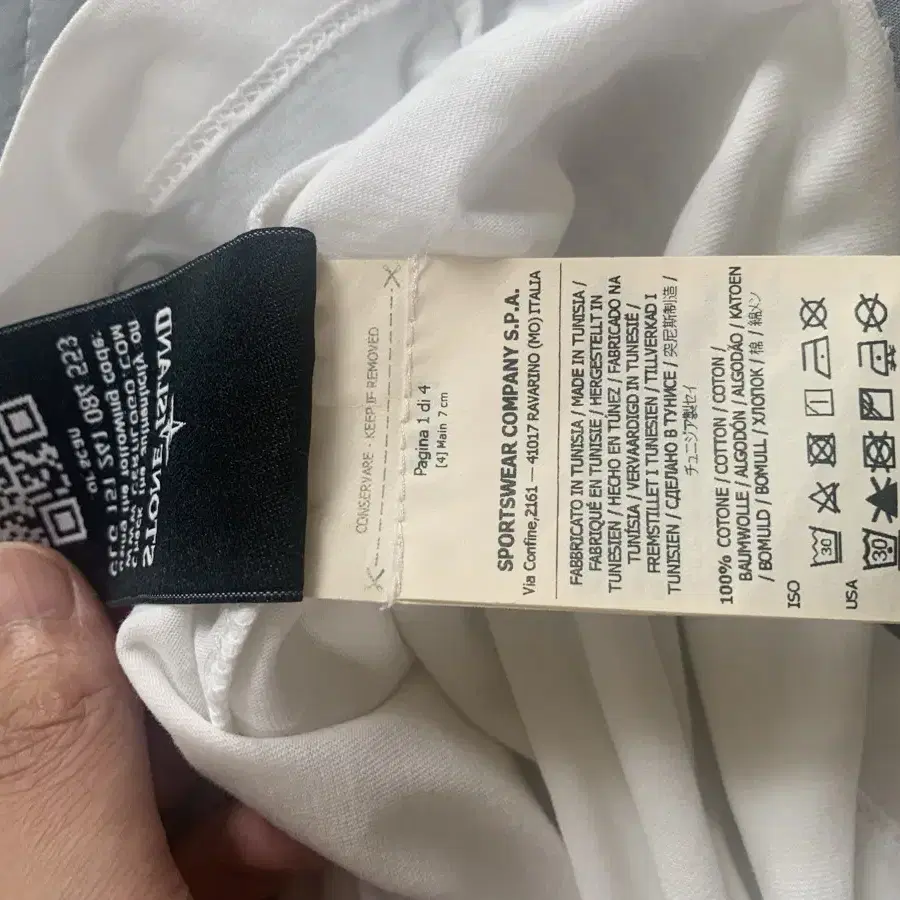 STONE ISLAND
CONSERVARE - KEEP IF REMOVED
Pagina 1 di 4
[4] Main 7 cm
SPORTSWEAR COMPANY S.P.A.
Via Confine,2161 — 41017 RAVARINO (MO) ITALIA
FABBRICATO IN TUNISIA / MADE IN TUNISIA /
FABRIQUÉ EN TUNISIE / HERGESTELLT IN
TUNESIEN / HECHO EN TÚNEZ / FABRICADO NA
TUNÍSIA / VERVAARDIGD IN TUNESIË /
FREMSTILLET I TUNESIEN / TILLVERKAD I
TUNISIEN / СДЕЛАНО В ТУНИСЕ / 突尼斯制造 /
チュニジア製セイ
100% COTONE / COTTON / COTON /
BAUMWOLLE / ALGODÓN / ALGODÃO / KATOEN
/ BOMULD / BOMULL / ХЛОПОК / 棉 / 綿メン
ISO
30
USA
30